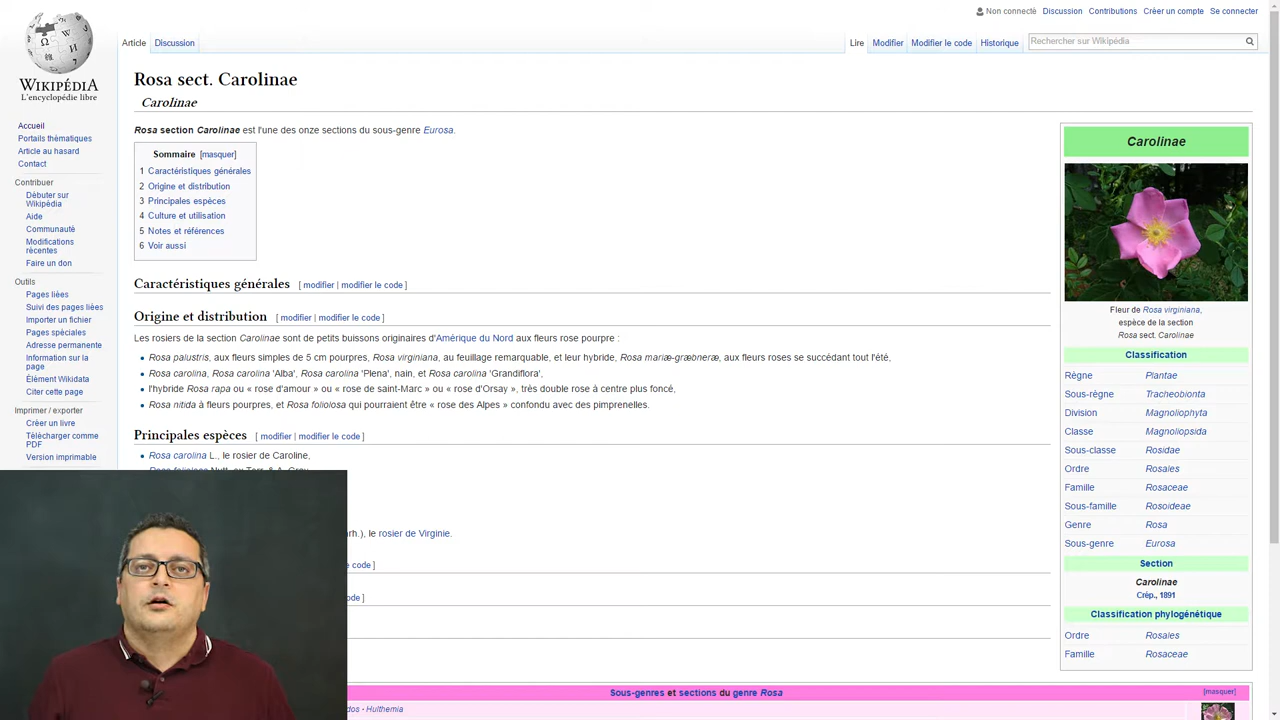 Non connecté Discussion Contributions Créer un compte Se connecter
Article Discussion
Lire Modifier Modifier le code Historique Rechercher sur Wikipédia
WIKIPÉDIA
L'encyclopédie libre
Accueil
Portails thématiques
Article au hasard
Contact
Contribuer
Débuter sur
Wikipédia
Aide
Communauté
Modifications
récentes
Faire un don
Outils
Pages liées
Suivi des pages liées
Importer un fichier
Pages spéciales
Adresse permanente
Information sur la
page
Élément Wikidata
Citer cette page
Imprimer / exporter
Créer un livre
Télécharger comme
PDF
Version imprimable
Rosa sect. Carolinae
Carolinae
Rosa section Carolinae est l'une des onze sections du sous-genre Eurosa.
Sommaire [masquer]
1 Caractéristiques générales
2 Origine et distribution
3 Principales espèces
4 Culture et utilisation
5 Notes et références
6 Voir aussi
Caractéristiques générales [ modifier | modifier le code ]
Origine et distribution [ modifier | modifier le code ]
Les rosiers de la section Carolinae sont de petits buissons originaires d'Amérique du Nord aux fleurs rose pourpre :
• Rosa palustris, aux fleurs simples de 5 cm pourpres, Rosa virginiana, au feuillage remarquable, et leur hybride, Rosa mariæ-græbneræ, aux fleurs roses se succédant tout l'été,
• Rosa carolina, Rosa carolina 'Alba', Rosa carolina 'Plena', nain, et Rosa carolina 'Grandiflora',
• l'hybride Rosa rapa ou « rose d'amour » ou « rose de saint-Marc » ou « rose d'Orsay », très double rose à centre plus foncé,
• Rosa nitida à fleurs pourpres, et Rosa foliolosa qui pourraient être « rose des Alpes » confondu avec des pimprenelles.
Principales espèces [ modifier | modifier le code ]
• Rosa carolina L., le rosier de Caroline,
Rosa foliolosa Nutt. ex Torr. & A. Gray
rh.), le rosier de Virginie.
e code ]
ode ]
Sous-genres et sections du genre Rosa [masquer]
dos - Hulthemia
Carolinae
Fleur de Rosa virginiana,
espèce de la section
Rosa sect. Carolinae
Classification
Règne Plantae
Sous-règne Tracheobionta
Division Magnoliophyta
Classe Magnoliopsida
Sous-classe Rosidae
Ordre Rosales
Famille Rosaceae
Sous-famille Rosoideae
Genre Rosa
Sous-genre Eurosa
Section
Carolinae
Crép., 1891
Classification phylogénétique
Ordre Rosales
Famille Rosaceae